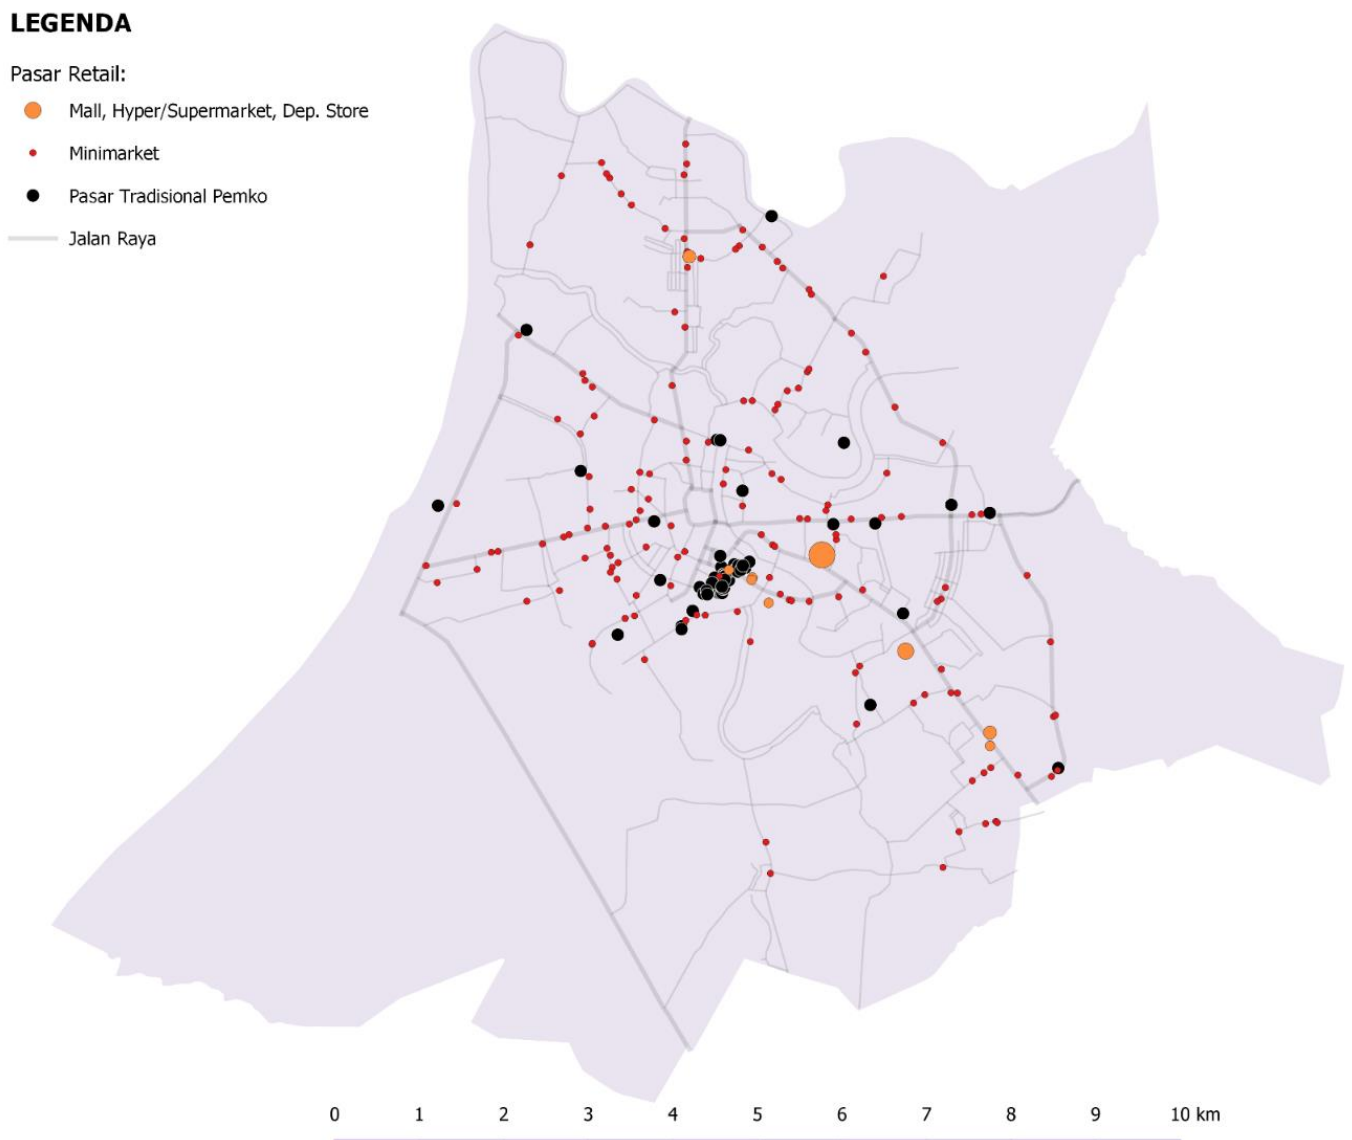 LEGENDA
Pasar Retail:
Mall, Hyper/Supermarket, Dep. Store
Minimarket
Pasar Tradisional Pemko
Jalan Raya
0 1 2 3 4 5 6 7 8 9 10 km